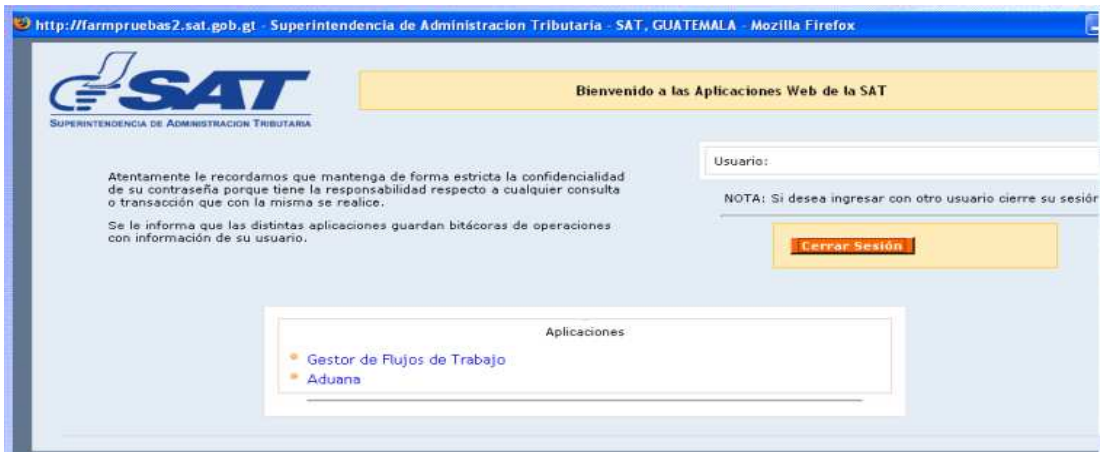 http://farmpruebas2.sat.gob.gt - Superintendencia de Administracion Tributaria - SAT, GUATEMALA - Mozilla Firefox
SAT
SUPERINTENDENCIA DE ADMINISTRACION TRIBUTARIA
Bienvenido a las Aplicaciones Web de la SAT
Usuario:
Atentamente le recordamos que mantenga de forma estricta la confidencialidad
de su contraseña porque tiene la responsabilidad respecto a cualquier consulta
o transacción que con la misma se realice.
NOTA: Si desea ingresar con otro usuario cierre su sesión
Se le informa que las distintas aplicaciones guardan bitácoras de operaciones
con información de su usuario.
Cerrar Sesión
Aplicaciones
Gestor de Flujos de Trabajo
Aduana